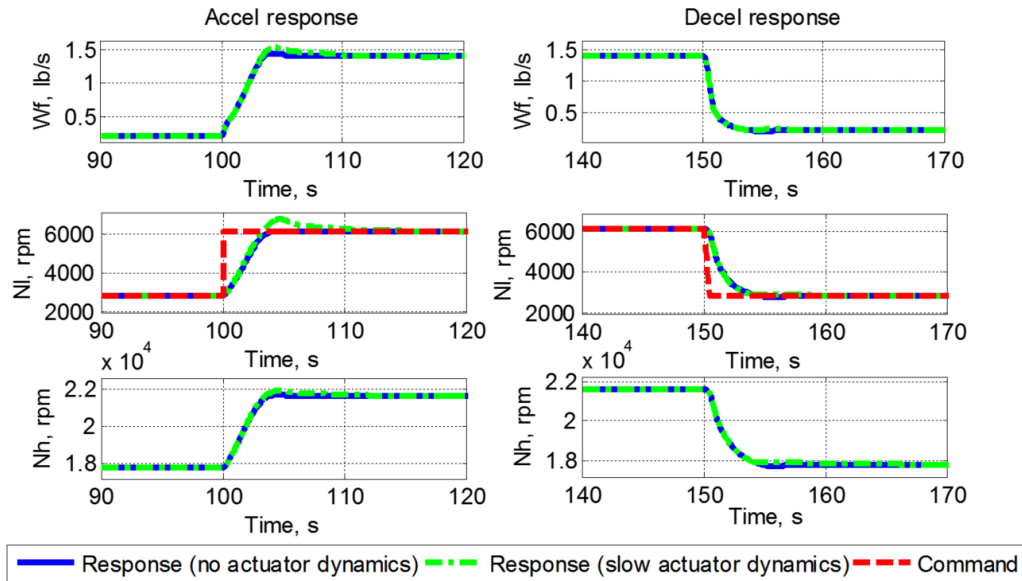 Accel response
Decel response
1.5
1
0.5
Wf, lb/s
90 100 110 120
Time, s
1.5
1
0.5
Wf, lb/s
140 150 160 170
Time, s
6000
4000
2000
Nl, rpm
90 100 110 120
Time, s
6000
4000
2000
Nl, rpm
140 150 160 170
Time, s
x 10^4
2.2
2
1.8
Nh, rpm
90 100 110 120
Time, s
x 10^4
2.2
2
1.8
Nh, rpm
140 150 160 170
Time, s
Response (no actuator dynamics) Response (slow actuator dynamics) Command